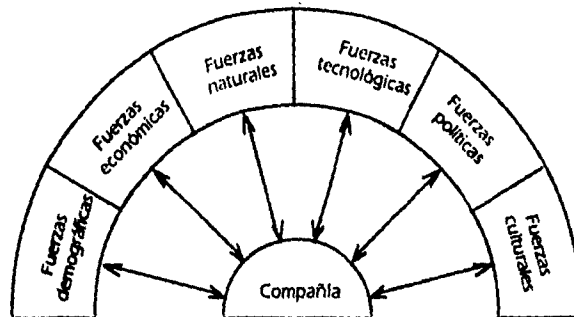 Fuerzas
demográficas
Fuerzas
económicas
Fuerzas
naturales
Fuerzas
tecnológicas
Fuerzas
políticas
Fuerzas
culturales
Compañía